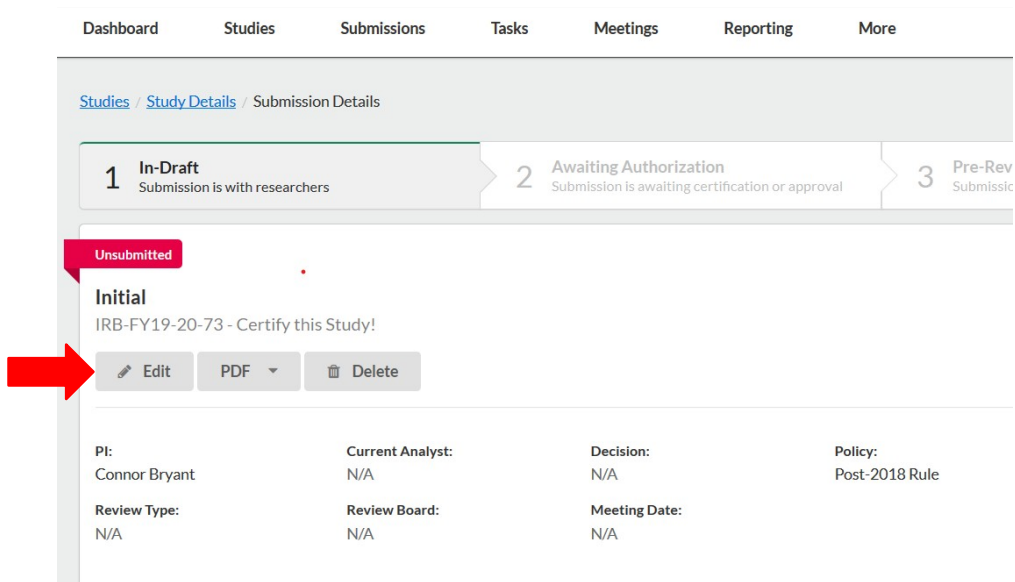 Dashboard Studies Submissions Tasks Meetings Reporting More
Studies / Study Details / Submission Details
1 In-Draft
Submission is with researchers
2 Awaiting Authorization
Submission is awaiting certification or approval
3 Pre-Rev
Submissio
Unsubmitted
Initial
IRB-FY19-20-73 - Certify this Study!
Edit PDF Delete
PI: Current Analyst: Decision: Policy:
Connor Bryant N/A N/A Post-2018 Rule
Review Type: Review Board: Meeting Date:
N/A N/A N/A